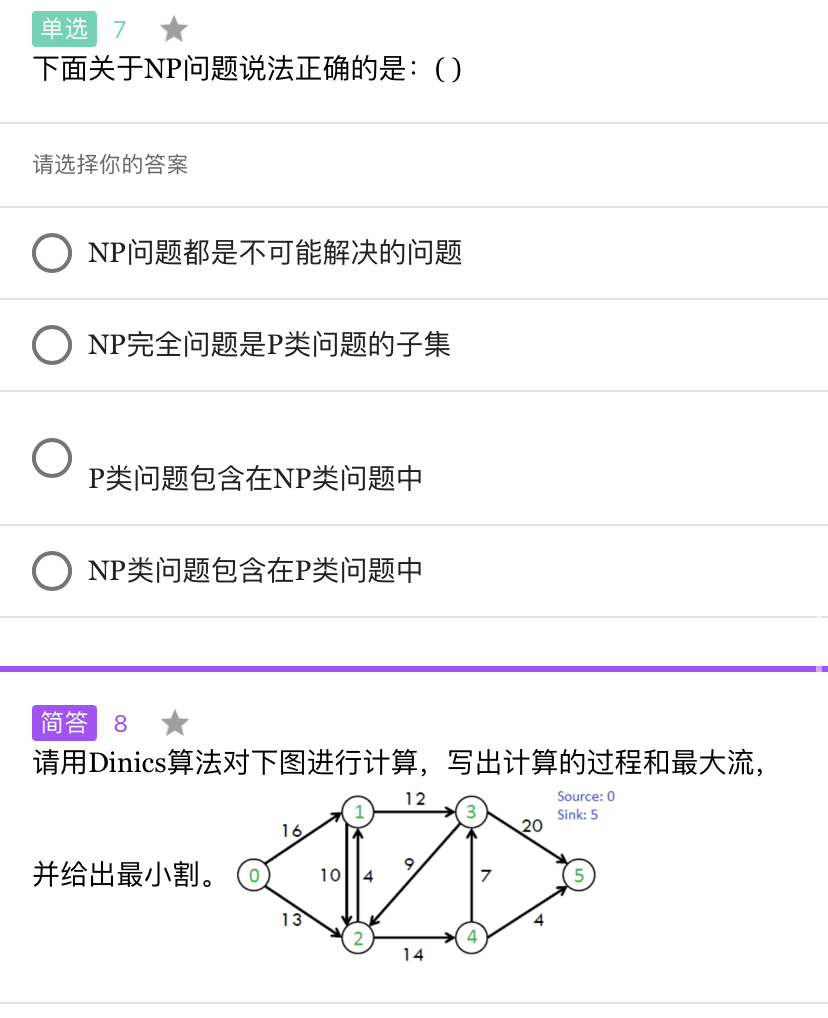 单选 7
下面关于NP问题说法正确的是：( )
请选择你的答案
NP问题都是不可能解决的问题
NP完全问题是P类问题的子集
P类问题包含在NP类问题中
NP类问题包含在P类问题中
简答 8
请用Dinics算法对下图进行计算，写出计算的过程和最大流，
并给出最小割。
Source: 0
Sink: 5
12
1
3
16
20
0
10
4
9
7
5
13
2
4
4
14